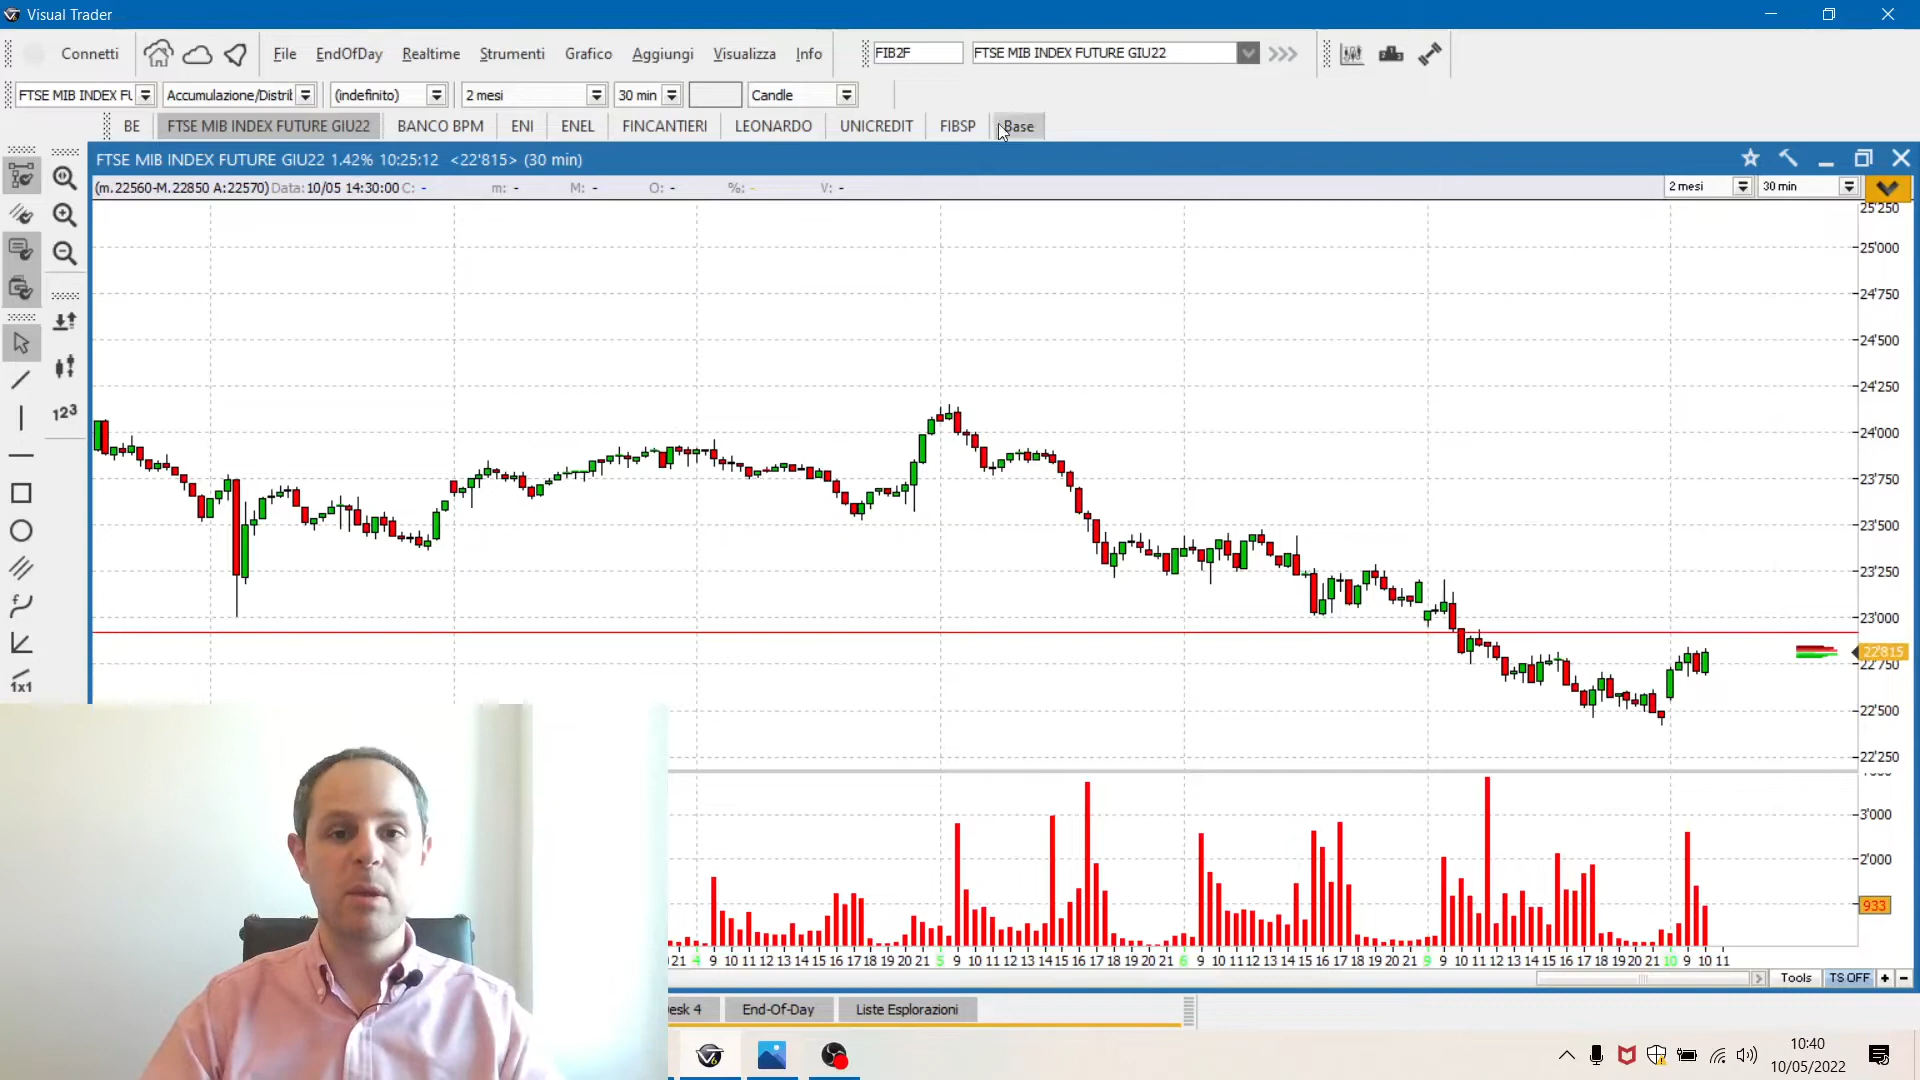 Visual Trader
Connetti File EndOfDay Realtime Strumenti Grafico Aggiungi Visualizza Info FIB2F FTSE MIB INDEX FUTURE GIU22
FTSE MIB INDEX FU Accumulazione/Distrib (indefinito) 2 mesi 30 min Candle
BE FTSE MIB INDEX FUTURE GIU22 BANCO BPM ENI ENEL FINCANTIERI LEONARDO UNICREDIT FIBSP Base
FTSE MIB INDEX FUTURE GIU22 1.42% 10:25:12 <22'815> (30 min)
(m.22560-M.22850 A:22570) Data: 10/05 14:30:00 C: - m: - M: - O: - %: - V: - 2 mesi 30 min
25'250
25'000
24'750
24'500
24'250
24'000
23'750
23'500
23'250
23'000
22'815
22'750
22'500
22'250
3'000
2'000
933
123
1x1
21 4 9 10 11 12 13 14 15 16 17 18 19 20 21 5 9 10 11 12 13 14 15 16 17 18 19 20 21 6 9 10 11 12 13 14 15 16 17 18 19 20 21 9 9 10 11 12 13 14 15 16 17 18 19 20 21 10 9 10 11
Tools TS OFF + -
esk 4 End-Of-Day Liste Esplorazioni
10:40
10/05/2022